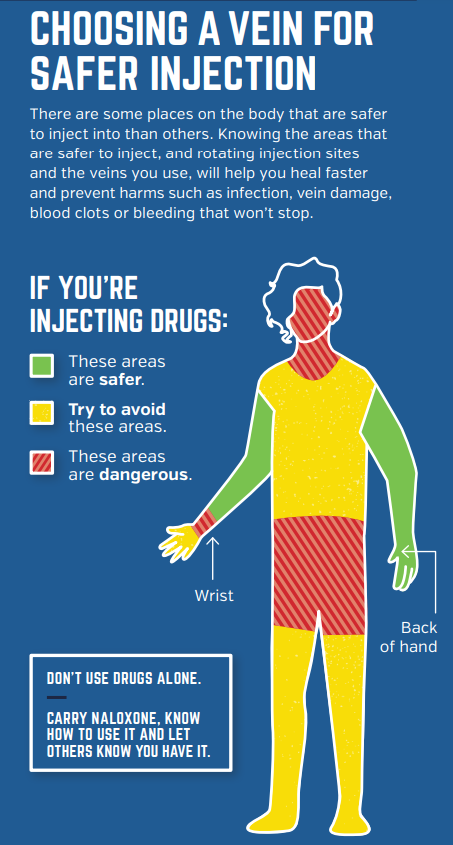 CHOOSING A VEIN FOR
SAFER INJECTION
There are some places on the body that are safer
to inject into than others. Knowing the areas that
are safer to inject, and rotating injection sites
and the veins you use, will help you heal faster
and prevent harms such as infection, vein damage,
blood clots or bleeding that won't stop.
IF YOU'RE
INJECTING DRUGS:
These areas
are safer.
Try to avoid
these areas.
These areas
are dangerous.
Wrist
Back
of hand
DON'T USE DRUGS ALONE.
CARRY NALOXONE, KNOW
HOW TO USE IT AND LET
OTHERS KNOW YOU HAVE IT.